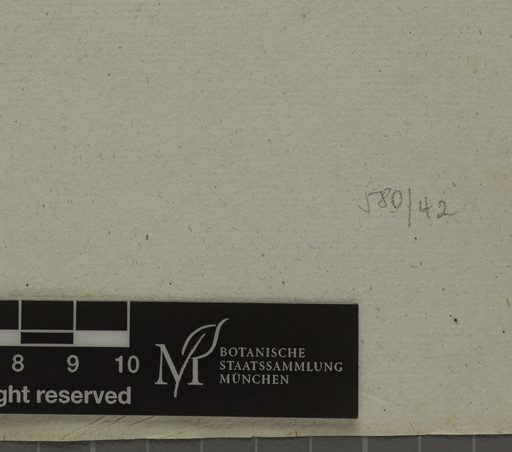 580/42
8 9 10
ght reserved
BOTANISCHE
STAATSSAMMLUNG
MÜNCHEN